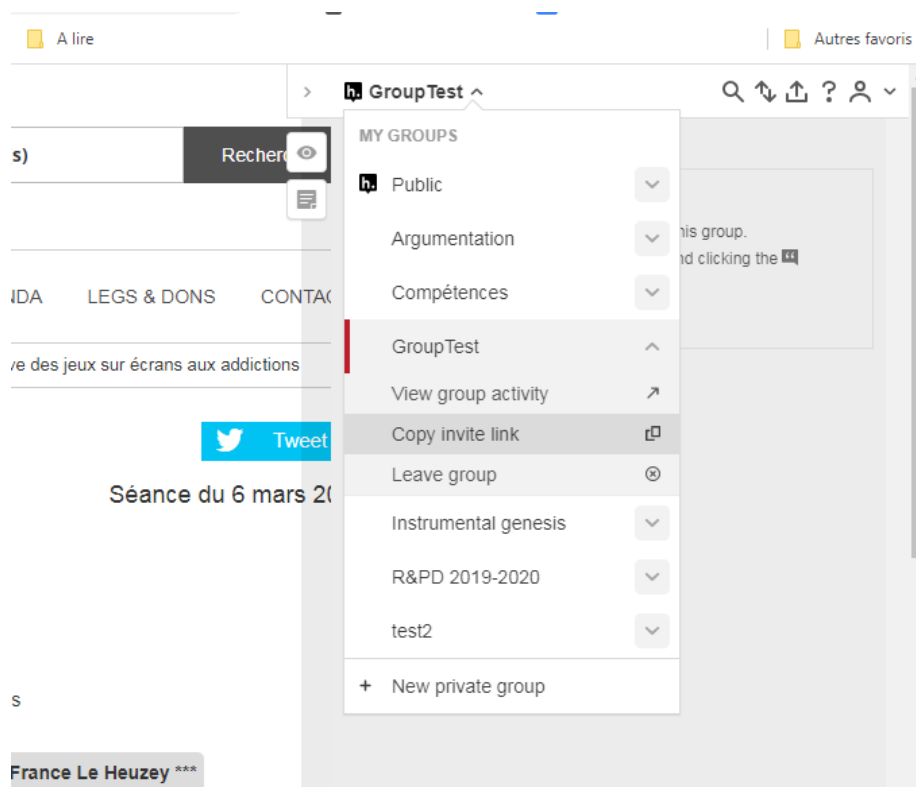 A lire
Autres favoris
GroupTest
MY GROUPS
s)
Recherc
Public
Argumentation
his group.
nd clicking the
NDA LEGS & DONS CONTAC
Compétences
GroupTest
ve des jeux sur écrans aux addictions
View group activity
Tweet
Copy invite link
Leave group
Séance du 6 mars 20
Instrumental genesis
R&PD 2019-2020
test2
New private group
s
France Le Heuzey ***